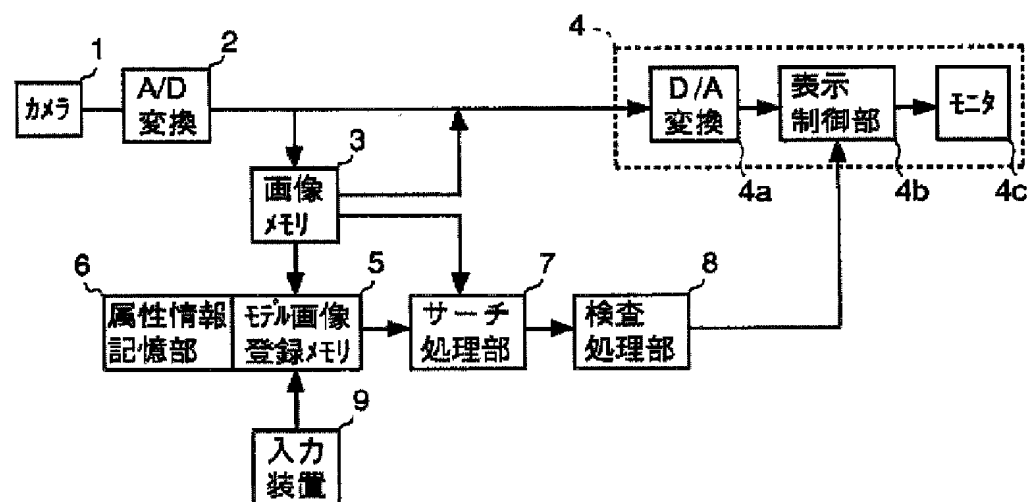 1
カメラ
2
A/D
変換
3
画像
メモリ
4
D/A
変換
4a
表示
制御部
4b
モニタ
4c
6
属性情報
記憶部
5
モデル画像
登録メモリ
7
サーチ
処理部
8
検査
処理部
9
入力
装置